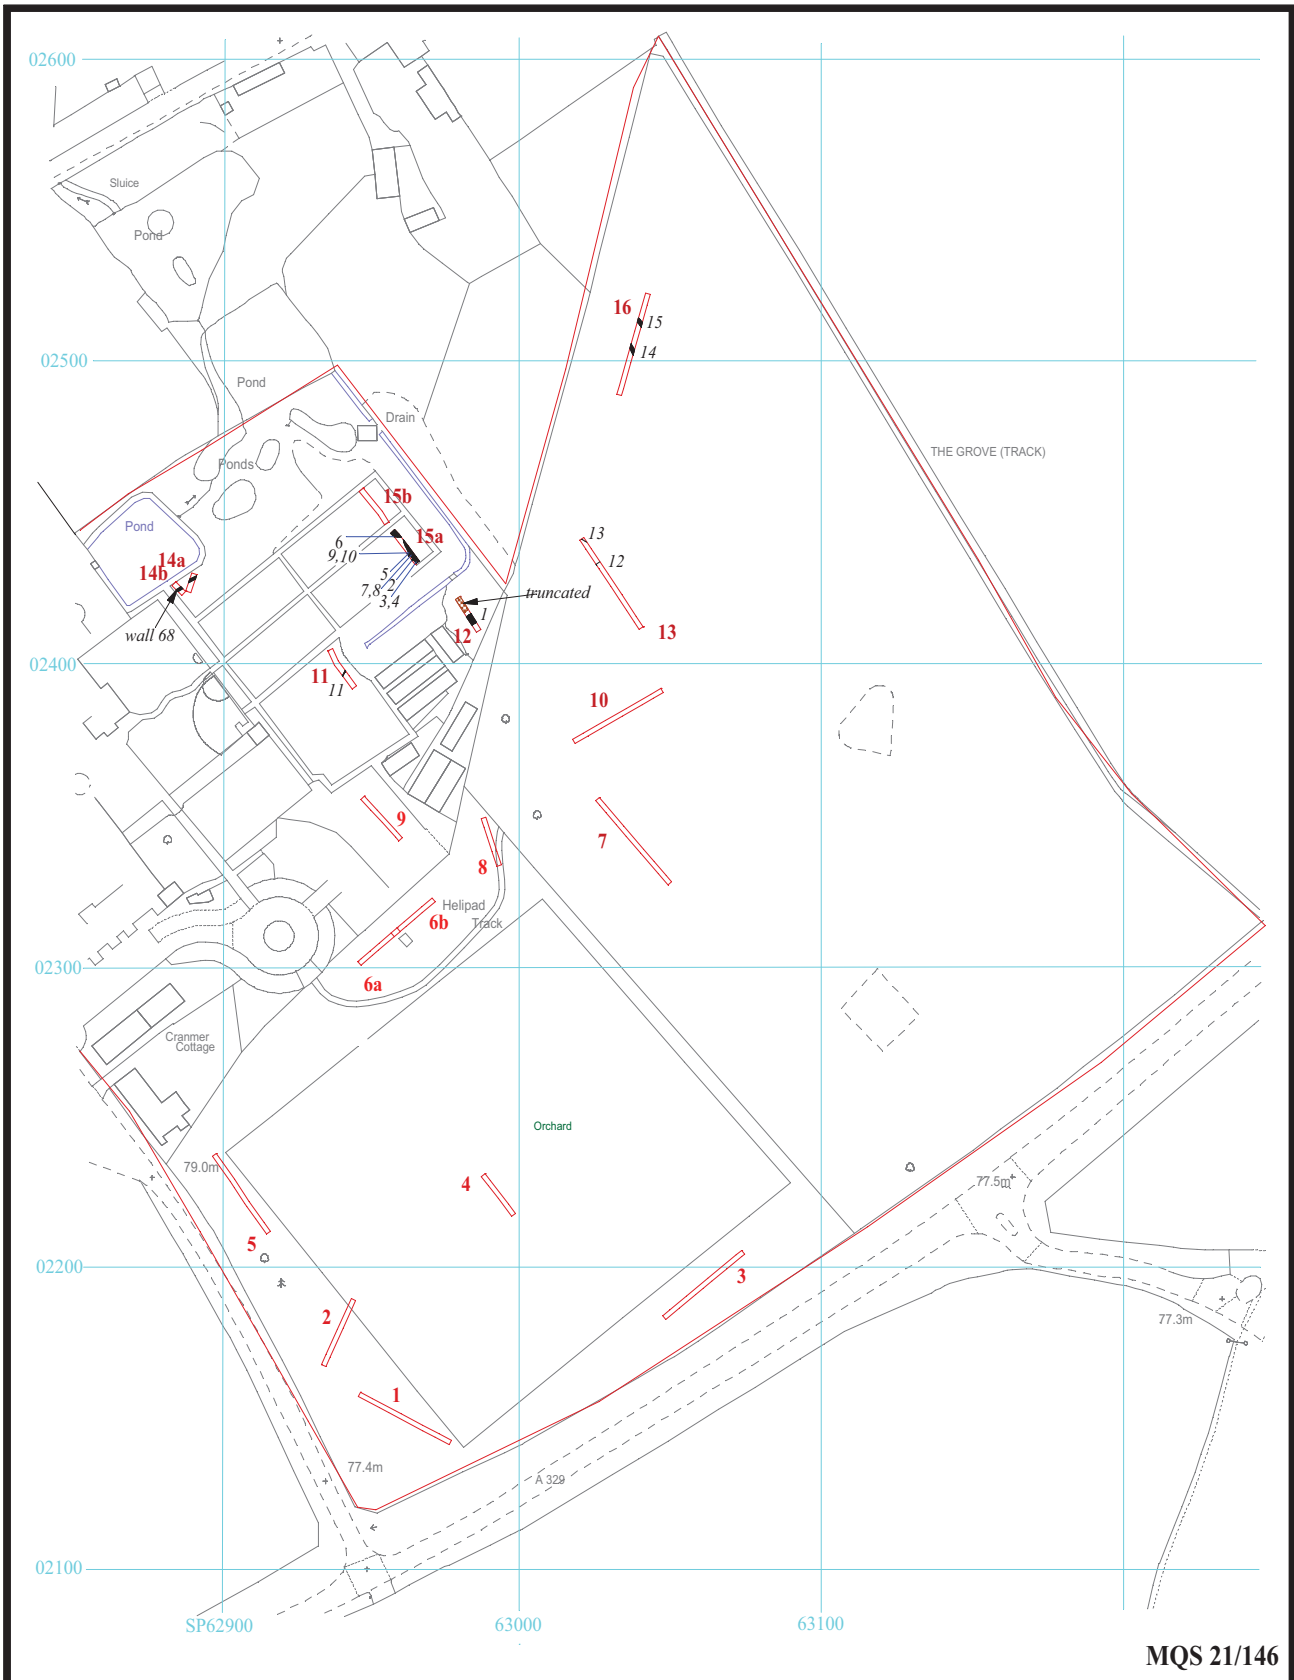 02600
Sluice
Pond
16
15
14
02500
Pond
Drain
THE GROVE (TRACK)
Ponds
15b
Pond
6
15a
9,10
13
5
12
14a
14b
7,8
2
3,4
truncated
1
wall 68
12
13
02400
11
11
10
9
7
8
Helipad
6b
Track
02300
6a
Cranmer
Cottage
Orchard
79.0m
4
77.5m
5
02200
3
2
77.3m
1
77.4m
A 329
02100
SP62900
63000
63100
MQS 21/146